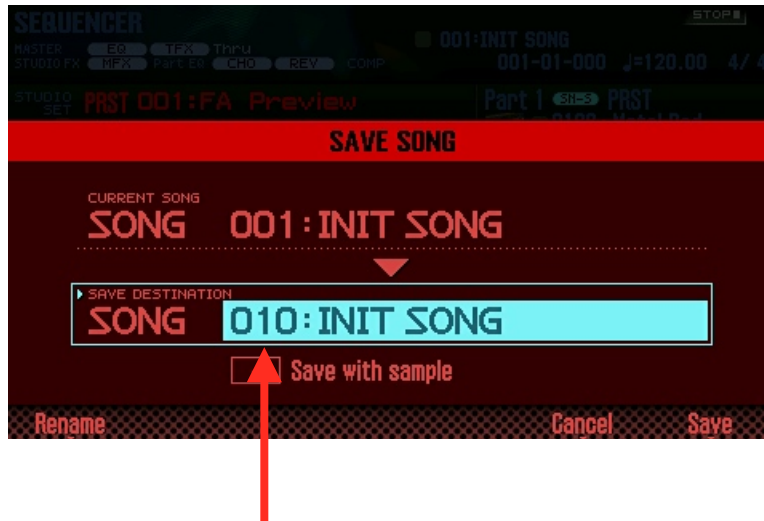 SEQUENCER
STOP
MASTER EQ TFX Thru
001:INIT SONG
STUDIO FX MFX Part EQ CHO REV COMP
001-01-000 ♩=120.00 4/4
STUDIO SET PRST 001:FA Preview
Part 1 SN-S PRST
SAVE SONG
CURRENT SONG
SONG 001:INIT SONG
SAVE DESTINATION
SONG 010:INIT SONG
Save with sample
Rename Cancel Save